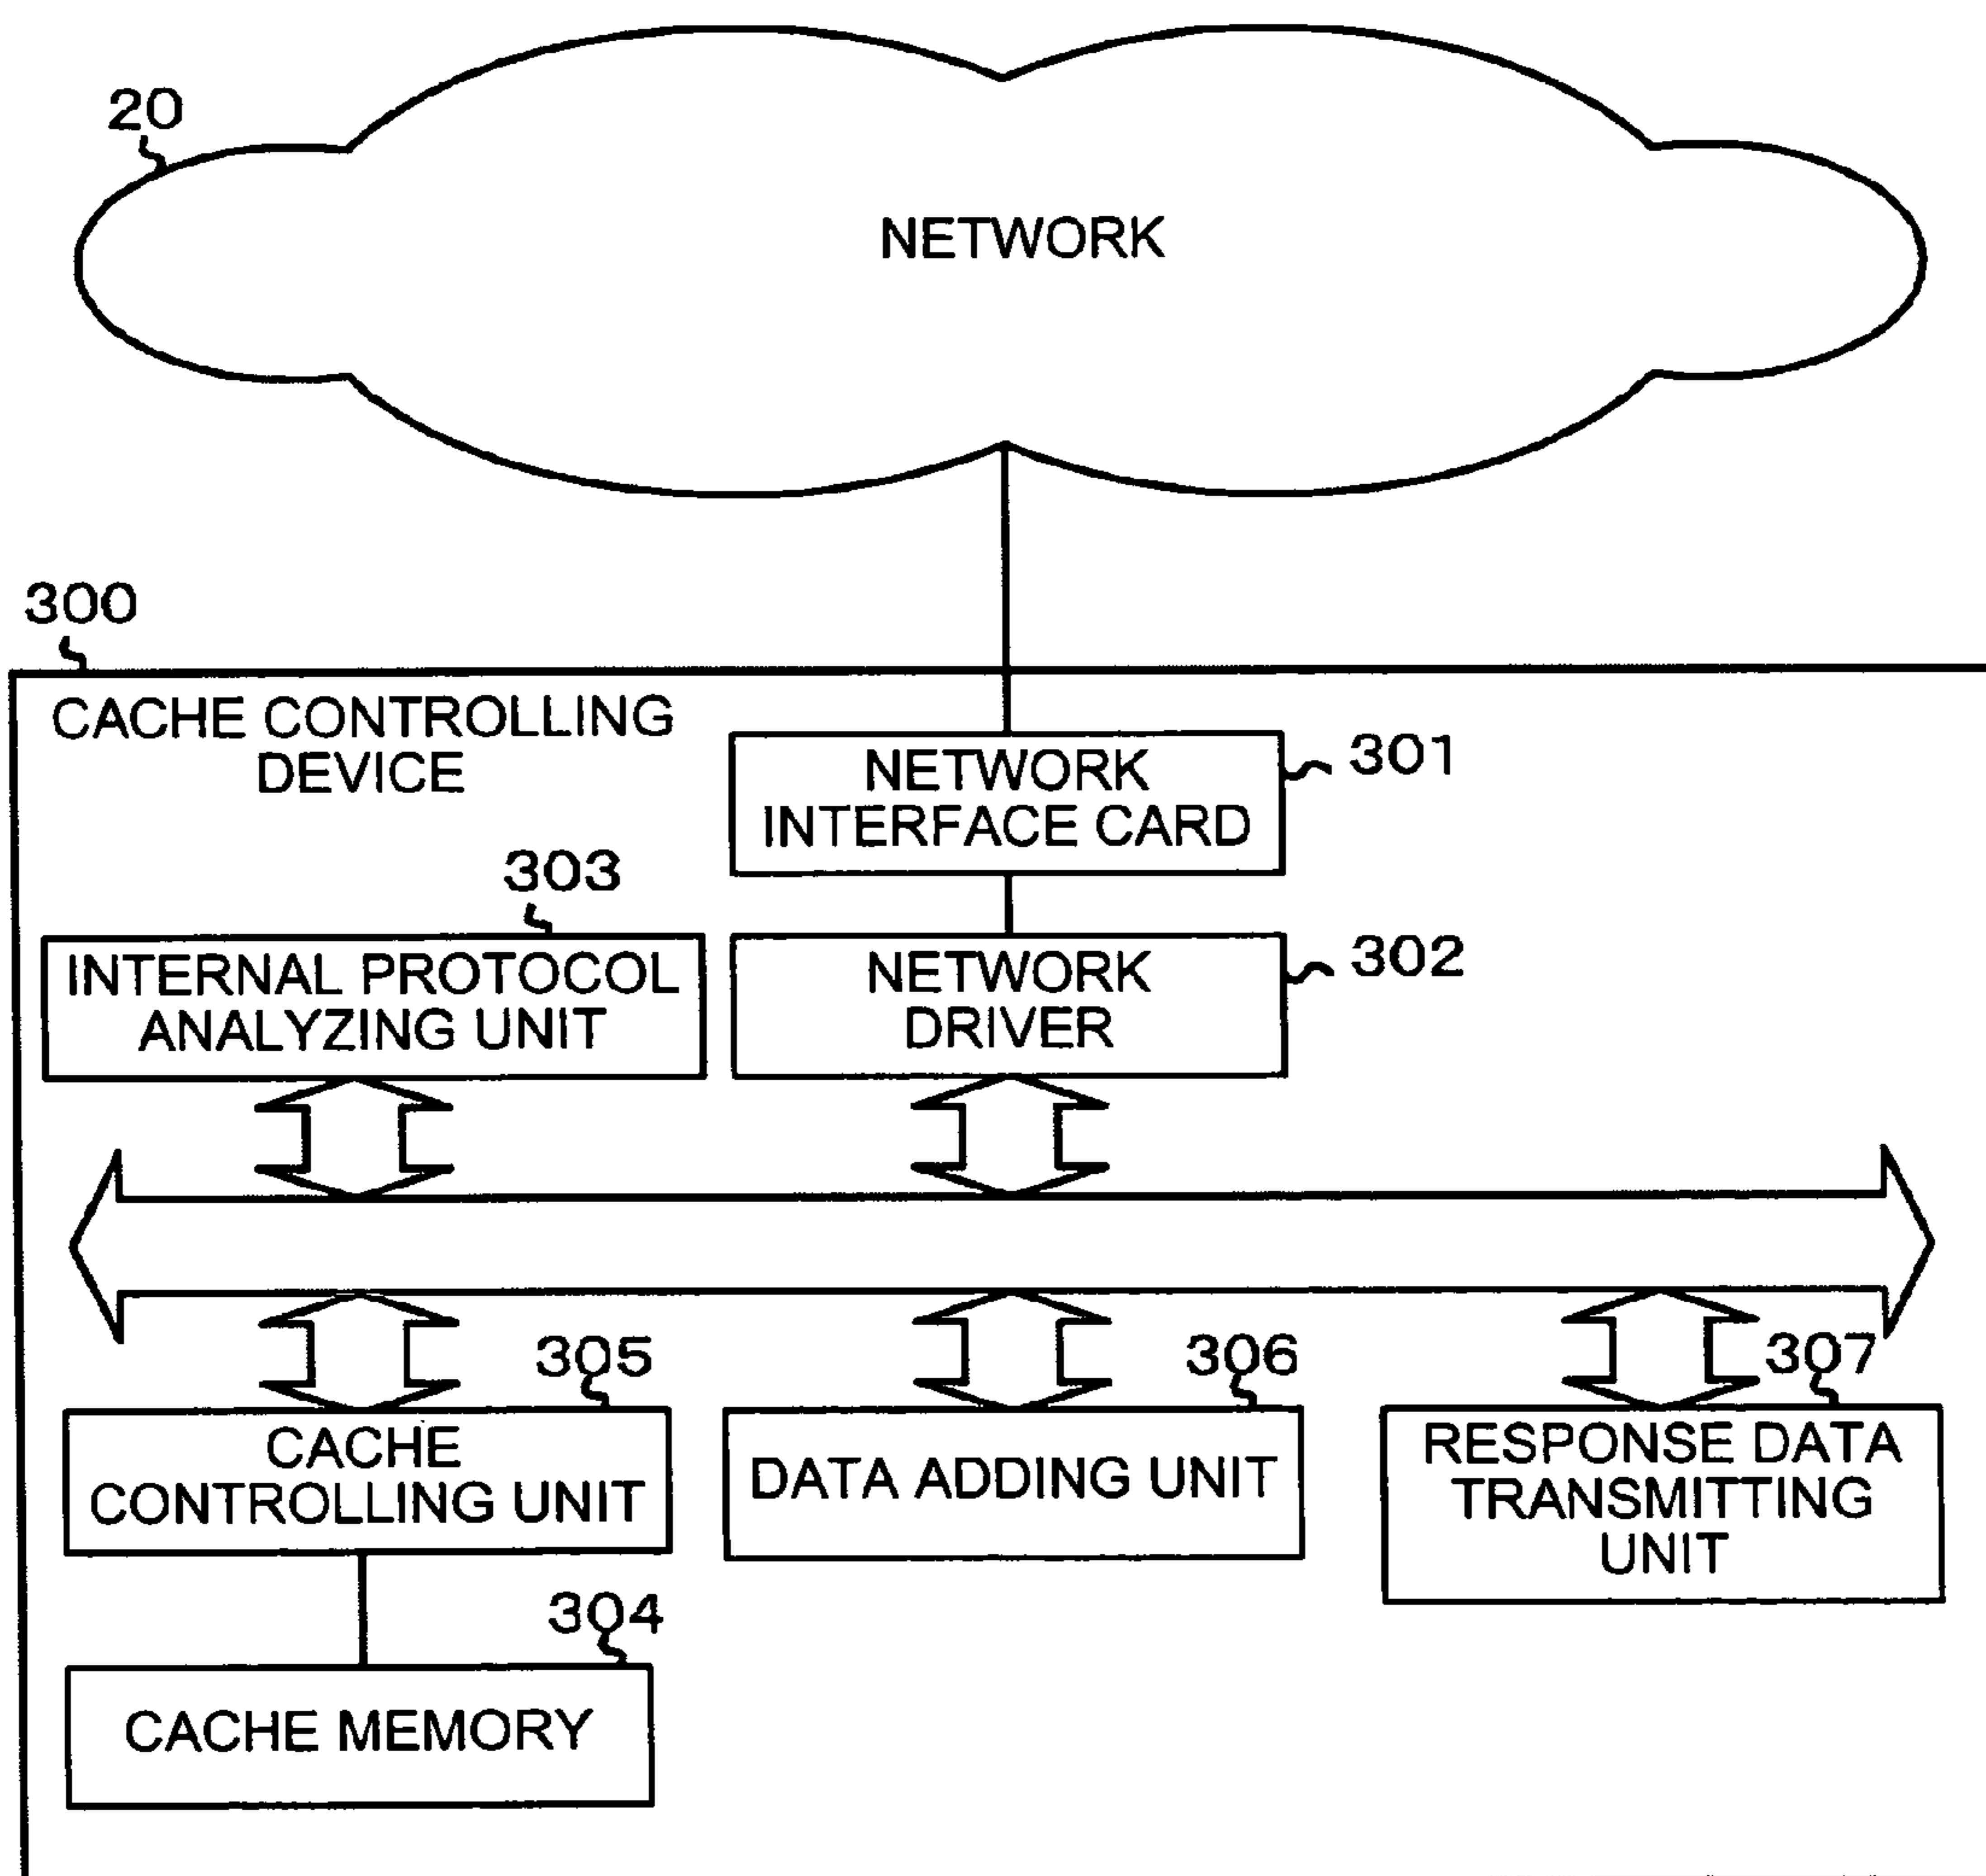 20
NETWORK
300
CACHE CONTROLLING
DEVICE
NETWORK
INTERFACE CARD
301
303
INTERNAL PROTOCOL
ANALYZING UNIT
NETWORK
DRIVER
302
305
CACHE
CONTROLLING UNIT
306
DATA ADDING UNIT
307
RESPONSE DATA
TRANSMITTING
UNIT
304
CACHE MEMORY